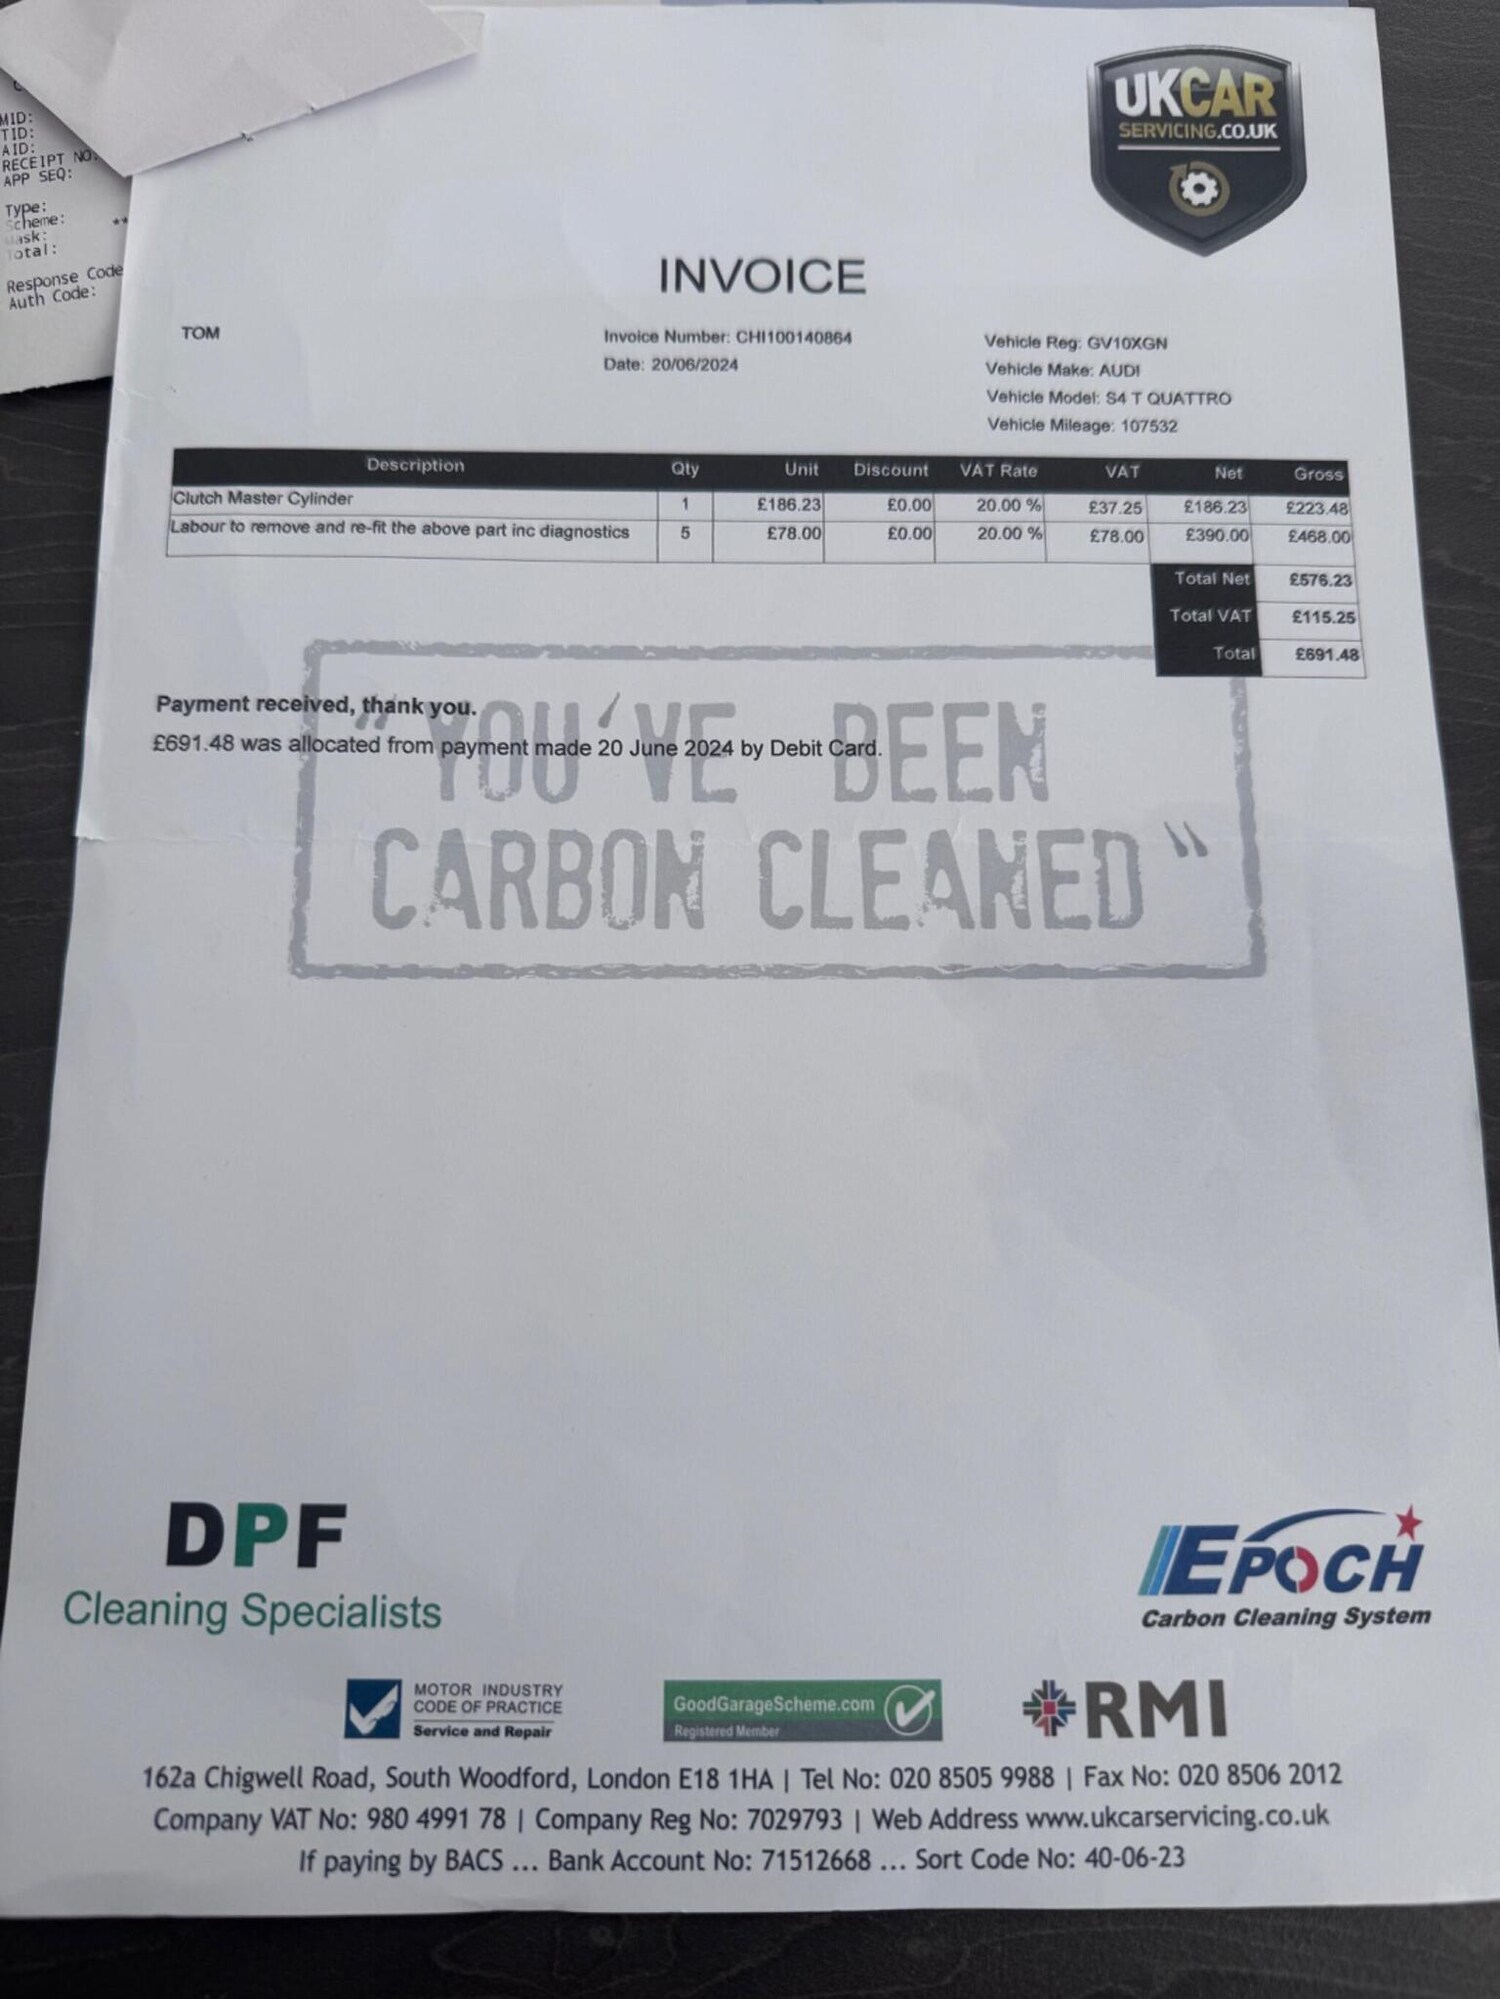 MID:
TID:
AID:
RECEIPT NO.
APP SEQ:
Type:
Scheme: **
Mask:
Total:
Response Code
Auth Code:
UKCAR
SERVICING.CO.UK
INVOICE
TOM
Invoice Number: CHI100140864
Date: 20/06/2024
Vehicle Reg: GV10XGN
Vehicle Make: AUDI
Vehicle Model: S4 T QUATTRO
Vehicle Mileage: 107532
Description Qty Unit Discount VAT Rate VAT Net Gross
Clutch Master Cylinder 1 £186.23 £0.00 20.00 % £37.25 £186.23 £223.48
Labour to remove and re-fit the above part inc diagnostics 5 £78.00 £0.00 20.00 % £78.00 £390.00 £468.00
Total Net £576.23
Total VAT £115.25
Total £691.48
Payment received, thank you.
£691.48 was allocated from payment made 20 June 2024 by Debit Card.
"YOU'VE BEEN
CARBON CLEANED"
DPF
Cleaning Specialists
EPOCH
Carbon Cleaning System
MOTOR INDUSTRY
CODE OF PRACTICE
Service and Repair
GoodGarageScheme.com
Registered Member
RMI
162a Chigwell Road, South Woodford, London E18 1HA | Tel No: 020 8505 9988 | Fax No: 020 8506 2012
Company VAT No: 980 4991 78 | Company Reg No: 7029793 | Web Address www.ukcarservicing.co.uk
If paying by BACS ... Bank Account No: 71512668 ... Sort Code No: 40-06-23